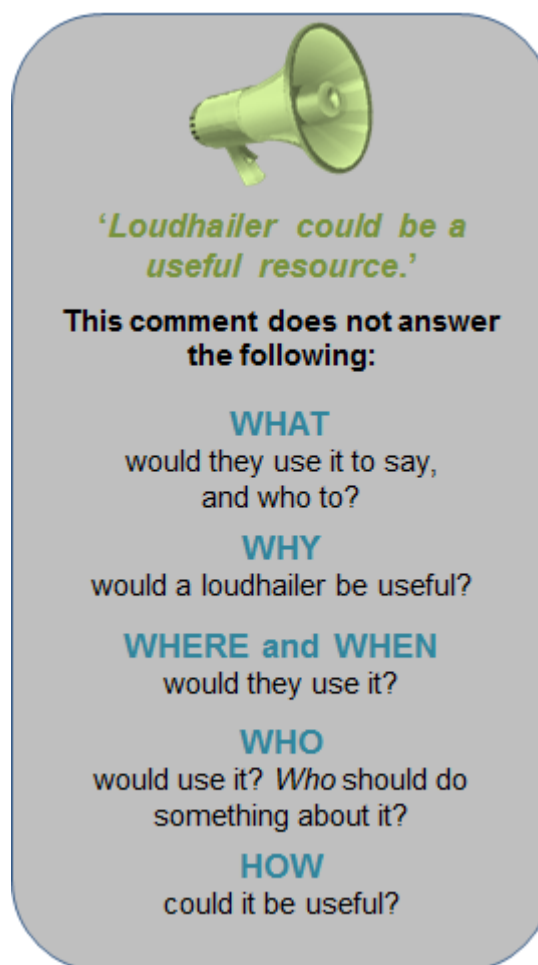 ‘Loudhailer could be a
useful resource.’
This comment does not answer
the following:
WHAT
would they use it to say,
and who to?
WHY
would a loudhailer be useful?
WHERE and WHEN
would they use it?
WHO
would use it? Who should do
something about it?
HOW
could it be useful?